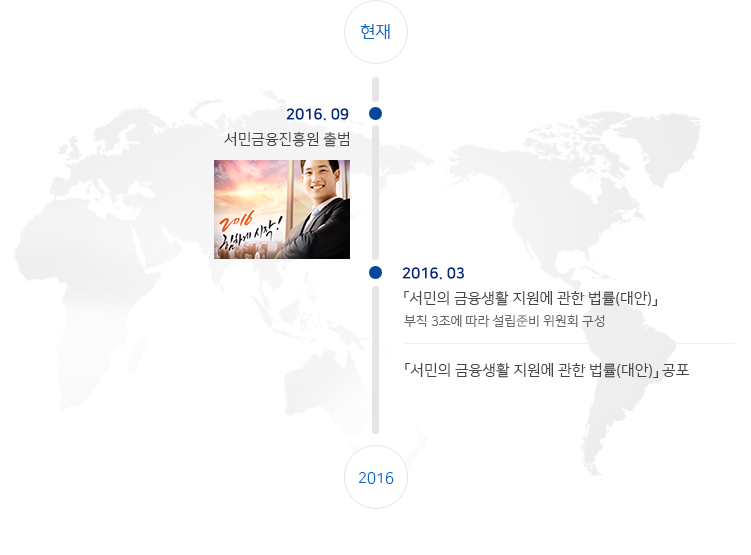 현재
2016. 09
서민금융진흥원 출범
2016
힘하게 시작!
2016. 03
「서민의 금융생활 지원에 관한 법률(대안)」
부칙 3조에 따라 설립준비 위원회 구성
「서민의 금융생활 지원에 관한 법률(대안)」 공포
2016